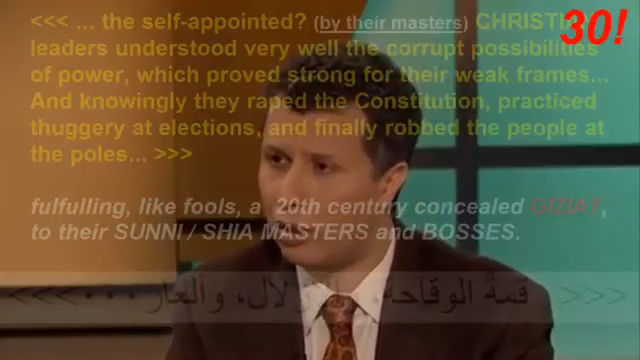 30!
<<< ... the self-appointed? (by their masters) CHRISTI
leaders understood very well the corrupt possibilities
of power, which proved strong for their weak frames...
And knowingly they raped the Constitution, practiced
thuggery at elections, and finally robbed the people at
the poles... >>>
fulfulling, like fools, a 20th century concealed GIZIAT,
to their SUNNI / SHIA MASTERS and BOSSES.
<<< قمة الوقاحة، والعار... >>>